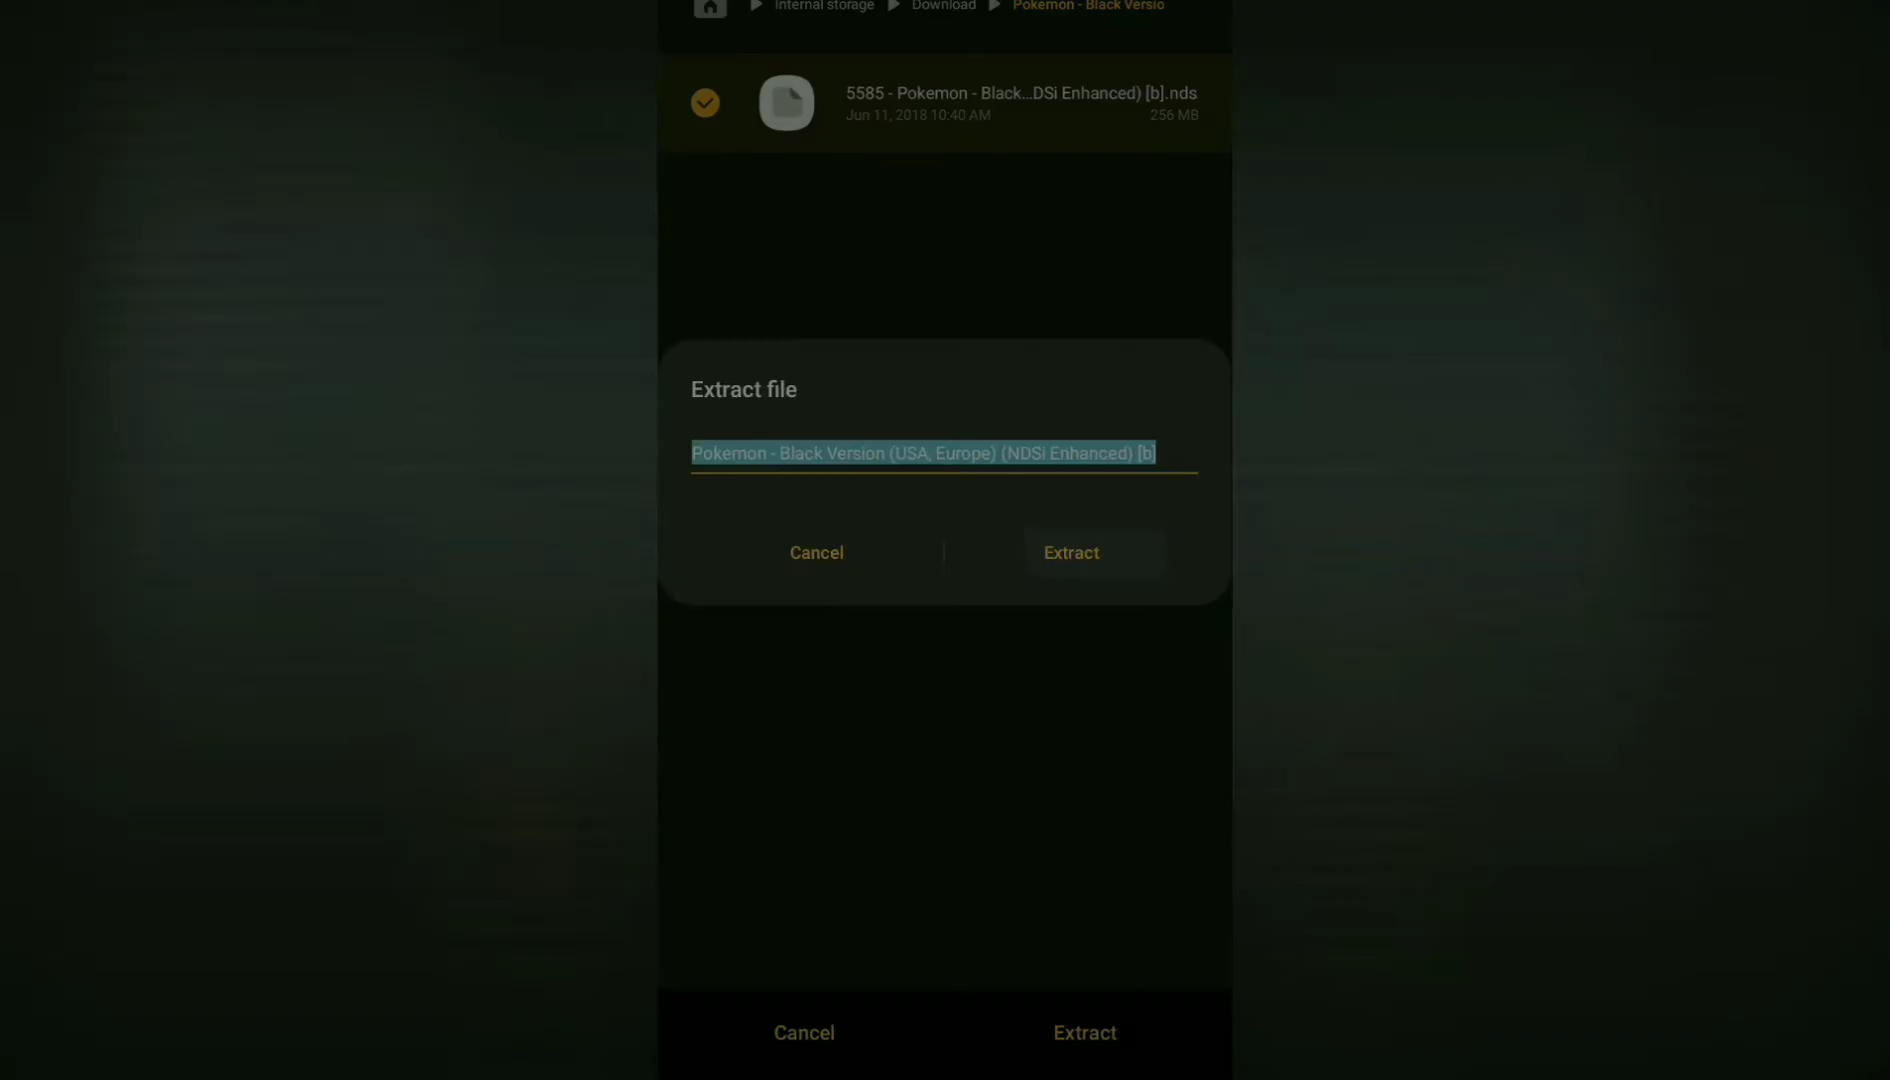 Internal storage Download Pokemon - Black Versio
5585 - Pokemon - Black...DSi Enhanced) [b].nds
Jun 11, 2018 10:40 AM 256 MB
Extract file
Pokemon - Black Version (USA, Europe) (NDSi Enhanced) [b]
Cancel Extract
Cancel Extract